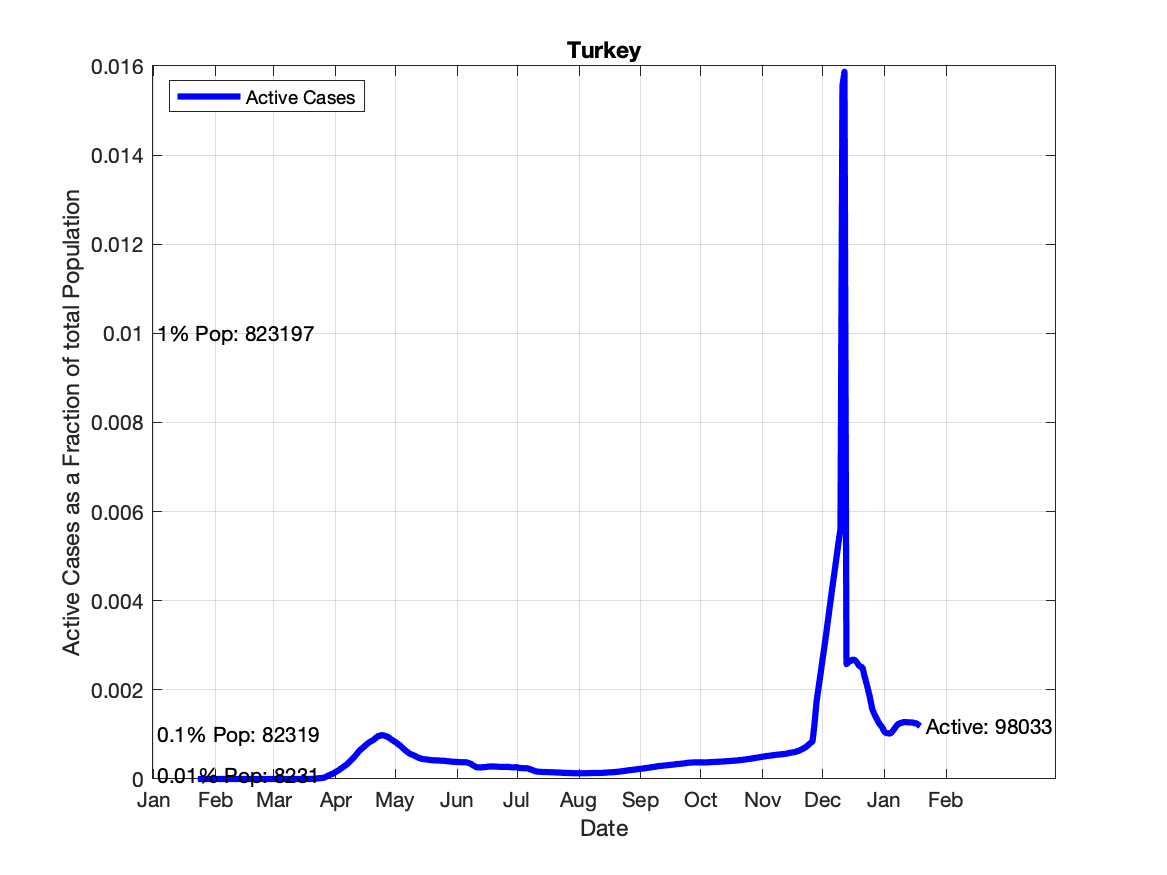 Turkey
Active Cases
Active Cases as a Fraction of total Population
0.016
0.014
0.012
0.01
0.008
0.006
0.004
0.002
0
1% Pop: 823197
0.1% Pop: 82319
0.01% Pop: 8231
Active: 98033
Jan Feb Mar Apr May Jun Jul Aug Sep Oct Nov Dec Jan Feb
Date